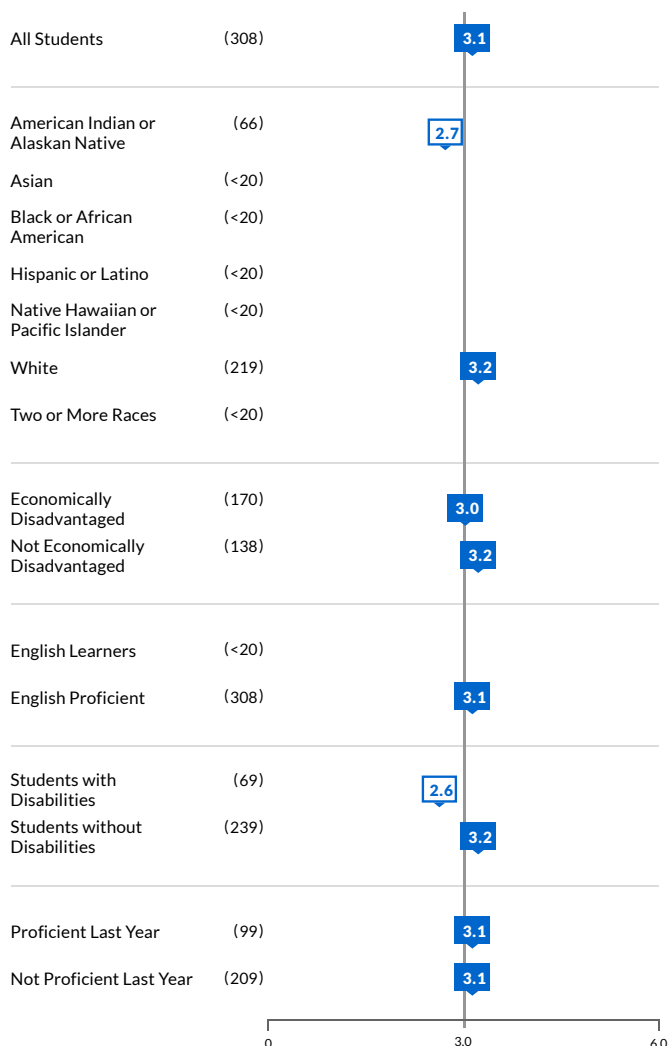 All Students (308) 3.1
American Indian or (66) 2.7
Alaskan Native
Asian (<20)
Black or African (<20)
American
Hispanic or Latino (<20)
Native Hawaiian or (<20)
Pacific Islander
White (219) 3.2
Two or More Races (<20)
Economically (170) 3.0
Disadvantaged
Not Economically (138) 3.2
Disadvantaged
English Learners (<20)
English Proficient (308) 3.1
Students with (69) 2.6
Disabilities
Students without (239) 3.2
Disabilities
Proficient Last Year (99) 3.1
Not Proficient Last Year (209) 3.1
0 3.0 6.0